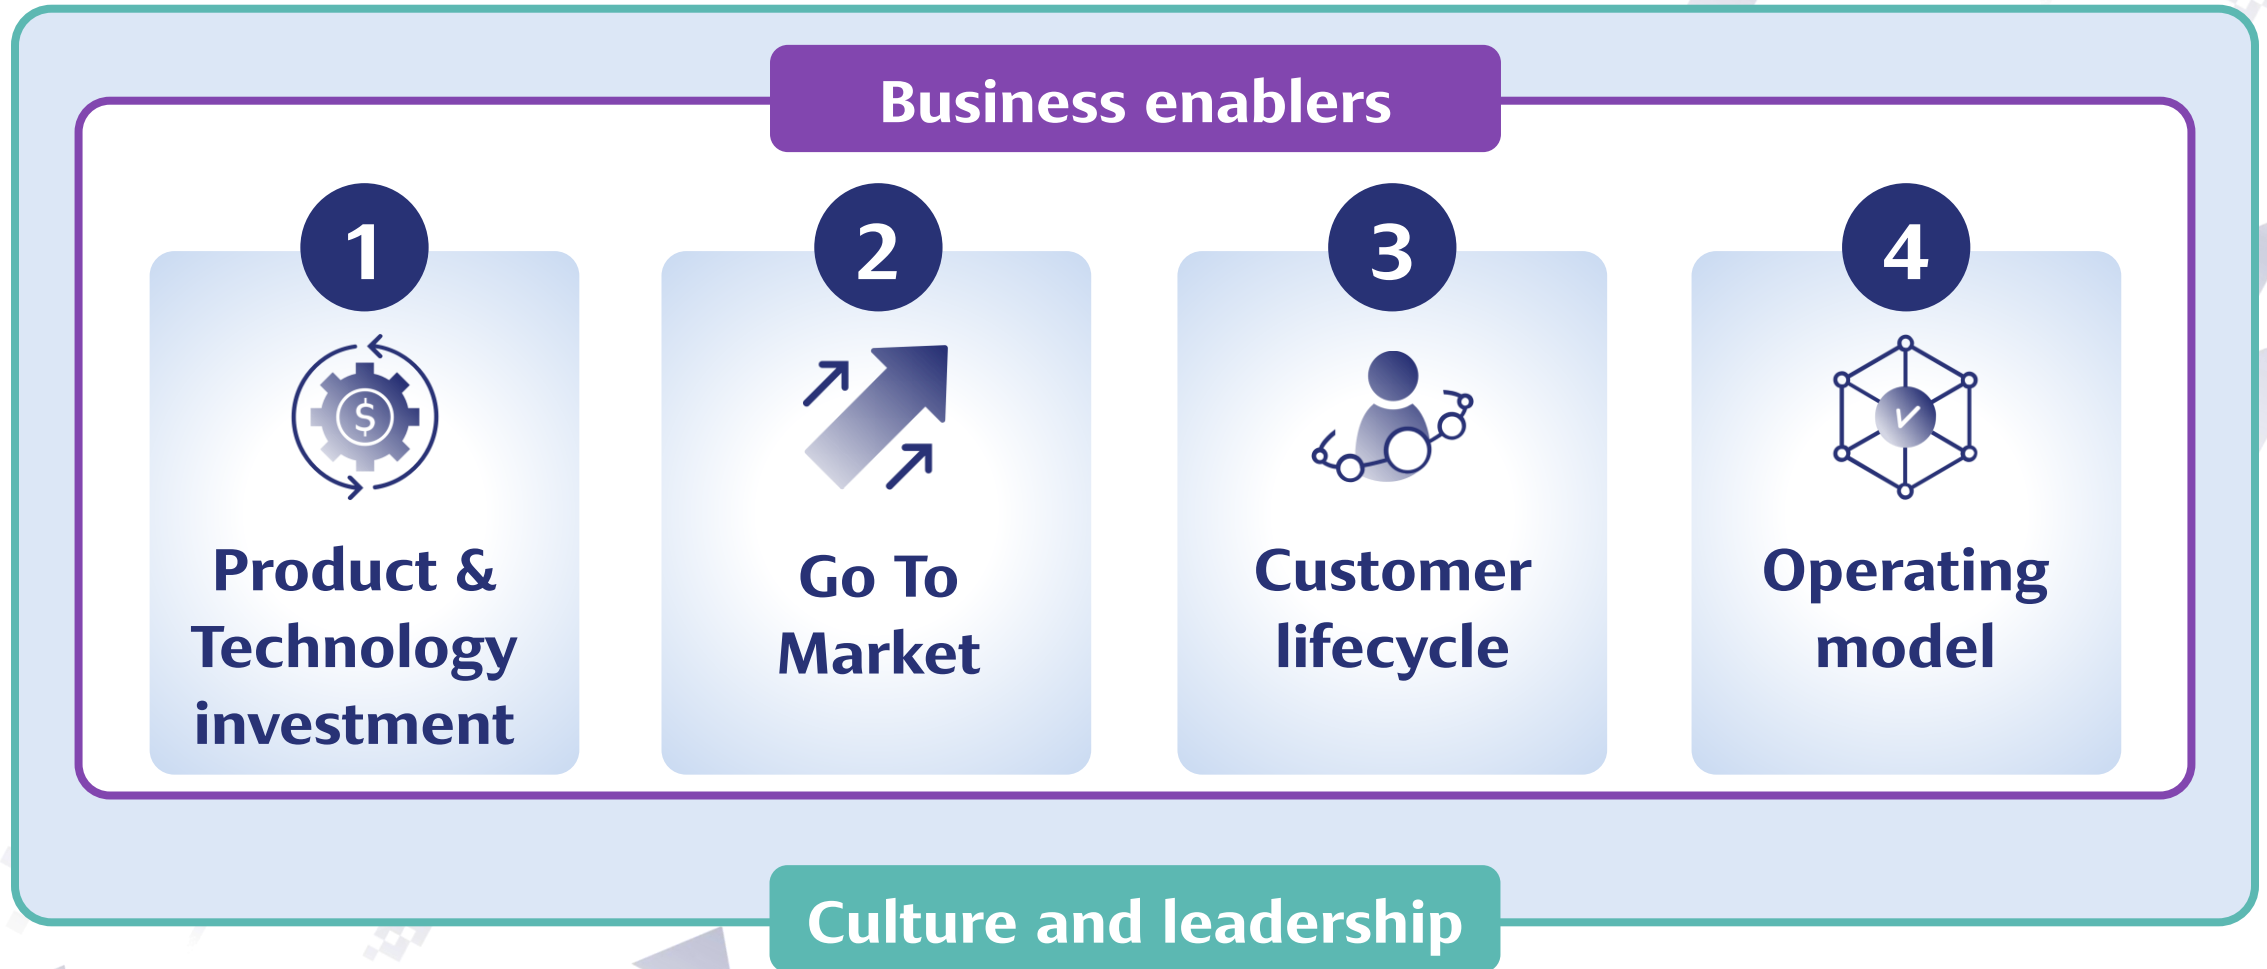 Business enablers
1
$
Product &
Technology
investment
2
Go To
Market
3
Customer
lifecycle
4
Operating
model
Culture and leadership